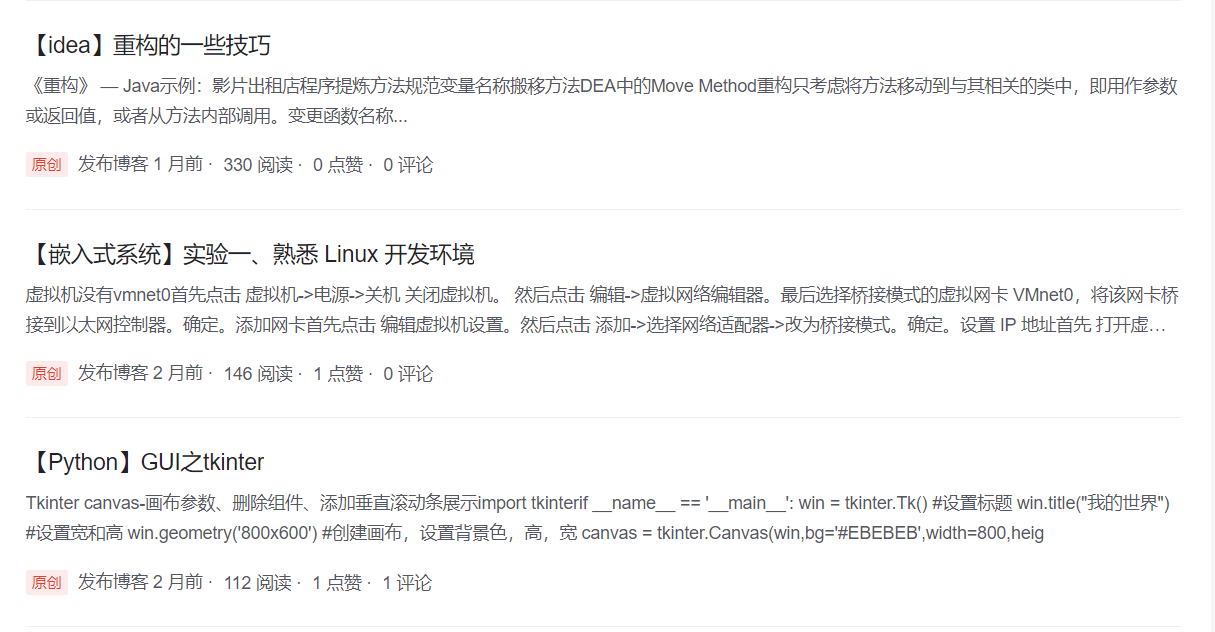 【idea】重构的一些技巧
《重构》 — Java示例：影片出租店程序提炼方法规范变量名称搬移方法DEA中的Move Method重构只考虑将方法移动到与其相关的类中，即用作参数
或返回值，或者从方法内部调用。变更函数名称...
原创 发布博客 1 月前 · 330 阅读 · 0 点赞 · 0 评论
【嵌入式系统】实验一、熟悉 Linux 开发环境
虚拟机没有vmnet0首先点击 虚拟机->电源->关机 关闭虚拟机。 然后点击 编辑->虚拟网络编辑器。最后选择桥接模式的虚拟网卡 VMnet0，将该网卡桥
接到以太网控制器。确定。添加网卡首先点击 编辑虚拟机设置。然后点击 添加->选择网络适配器->改为桥接模式。确定。设置 IP 地址首先 打开虚…
原创 发布博客 2 月前 · 146 阅读 · 1 点赞 · 0 评论
【Python】GUI之tkinter
Tkinter canvas-画布参数、删除组件、添加垂直滚动条展示import tkinterif __name__ == '__main__': win = tkinter.Tk() #设置标题 win.title("我的世界")
#设置宽和高 win.geometry('800x600') #创建画布，设置背景色，高，宽 canvas = tkinter.Canvas(win,bg='#EBEBEB',width=800,heig
原创 发布博客 2 月前 · 112 阅读 · 1 点赞 · 1 评论